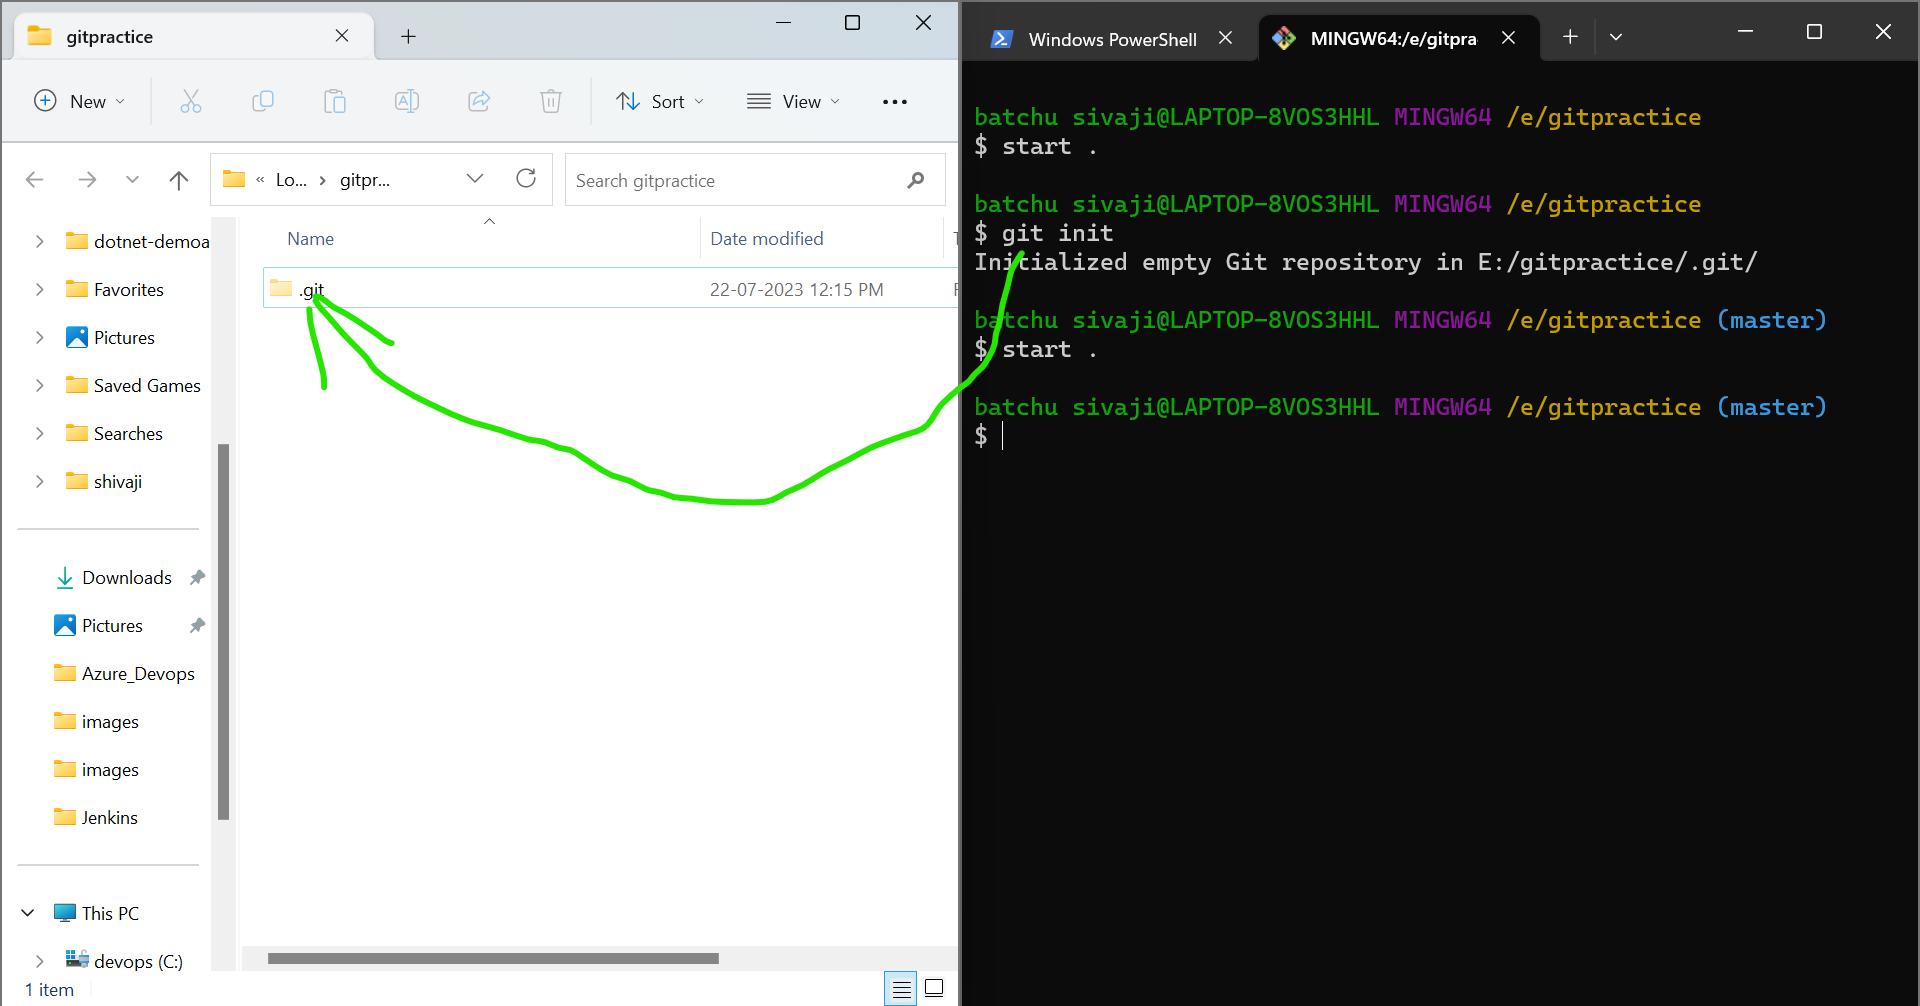 gitpractice
New
Sort
View
Lo...
gitpr...
Search gitpractice
dotnet-demoa
Favorites
Pictures
Saved Games
Searches
shivaji
Downloads
Pictures
Azure_Devops
images
images
Jenkins
This PC
devops (C:)
1 item
Name
Date modified
.git
22-07-2023 12:15 PM
Windows PowerShell
MINGW64:/e/gitpra
batchu sivaji@LAPTOP-8VOS3HHL MINGW64 /e/gitpractice
$ start .
batchu sivaji@LAPTOP-8VOS3HHL MINGW64 /e/gitpractice
$ git init
Initialized empty Git repository in E:/gitpractice/.git/
batchu sivaji@LAPTOP-8VOS3HHL MINGW64 /e/gitpractice (master)
$ start .
batchu sivaji@LAPTOP-8VOS3HHL MINGW64 /e/gitpractice (master)
$